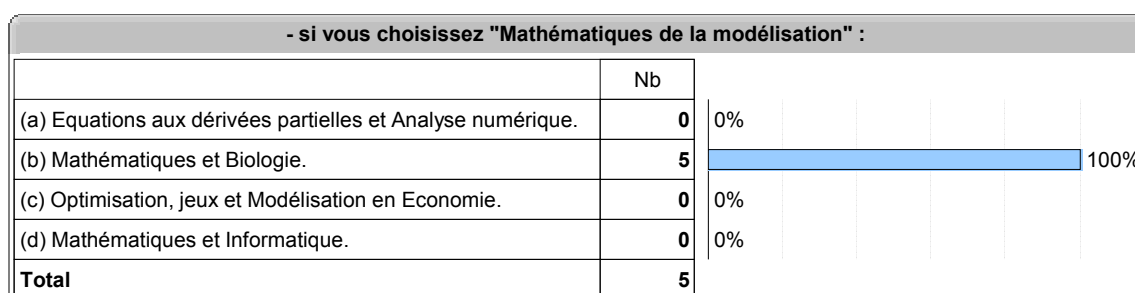 - si vous choisissez "Mathématiques de la modélisation" :
Nb
(a) Equations aux dérivées partielles et Analyse numérique. 0 0%
(b) Mathématiques et Biologie. 5 100%
(c) Optimisation, jeux et Modélisation en Economie. 0 0%
(d) Mathématiques et Informatique. 0 0%
Total 5